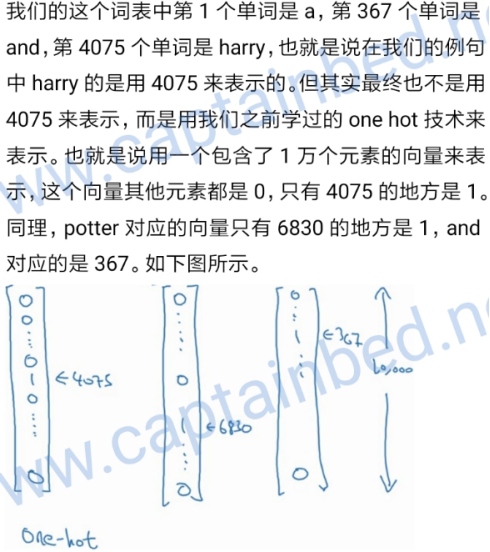 我们的这个词表中第 1 个单词是 a，第 367 个单词是
and，第 4075 个单词是 harry，也就是说在我们的例句
中 harry 的是用 4075 来表示的。但其实最终也不是用
4075 来表示，而是用我们之前学过的 one hot 技术来
表示。也就是说用一个包含了 1 万个元素的向量来表
示，这个向量其他元素都是 0，只有 4075 的地方是 1。
同理，potter 对应的向量只有 6830 的地方是 1，and
对应的是 367。如下图所示。
0 0 0
0 ⋮ ⋮
⋮ 1 ←367
0 ⋮
1 ←4075 0 10,000
0
⋮ 1 ←6830
⋮
0 0 0
One-hot
www.captainbed.net
www.captainbed.net